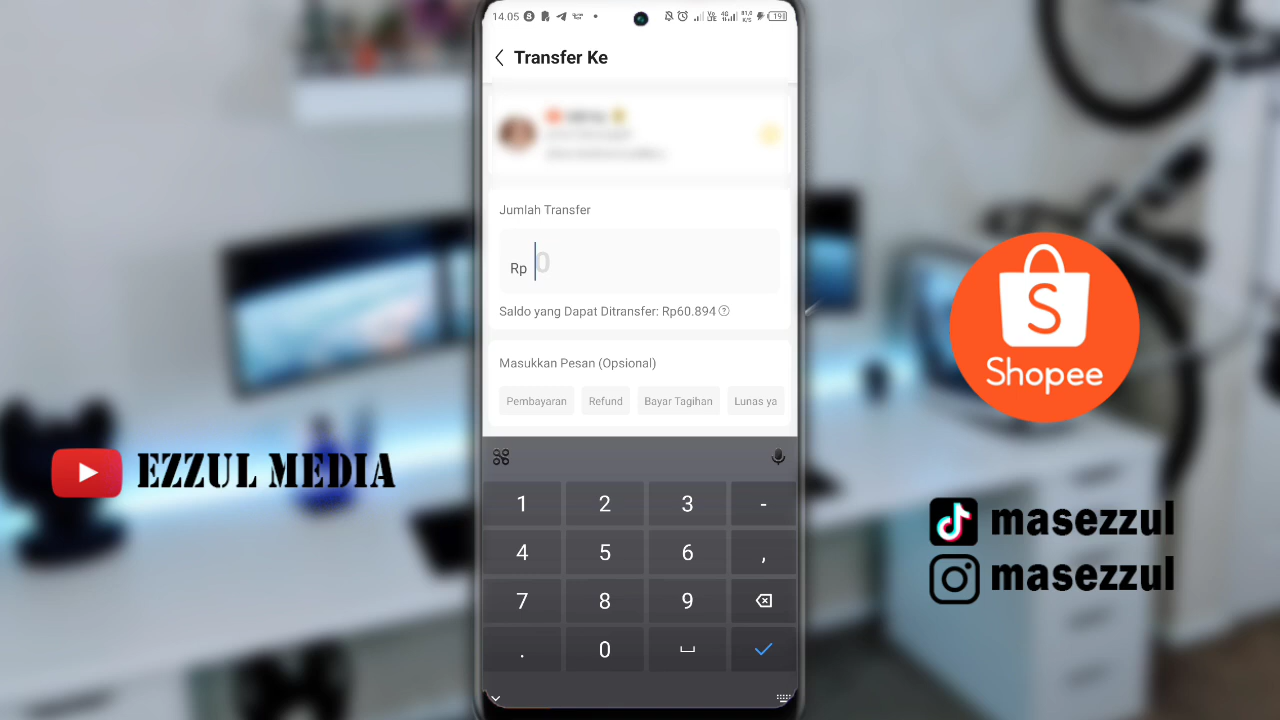 14.05
Transfer Ke
Jumlah Transfer
Rp 0
Saldo yang Dapat Ditransfer: Rp60.894
Masukkan Pesan (Opsional)
Pembayaran
Refund
Bayar Tagihan
Lunas ya
1 2 3 -
4 5 6 ,
7 8 9
. 0
EZZUL MEDIA
S
Shopee
masezzul
masezzul